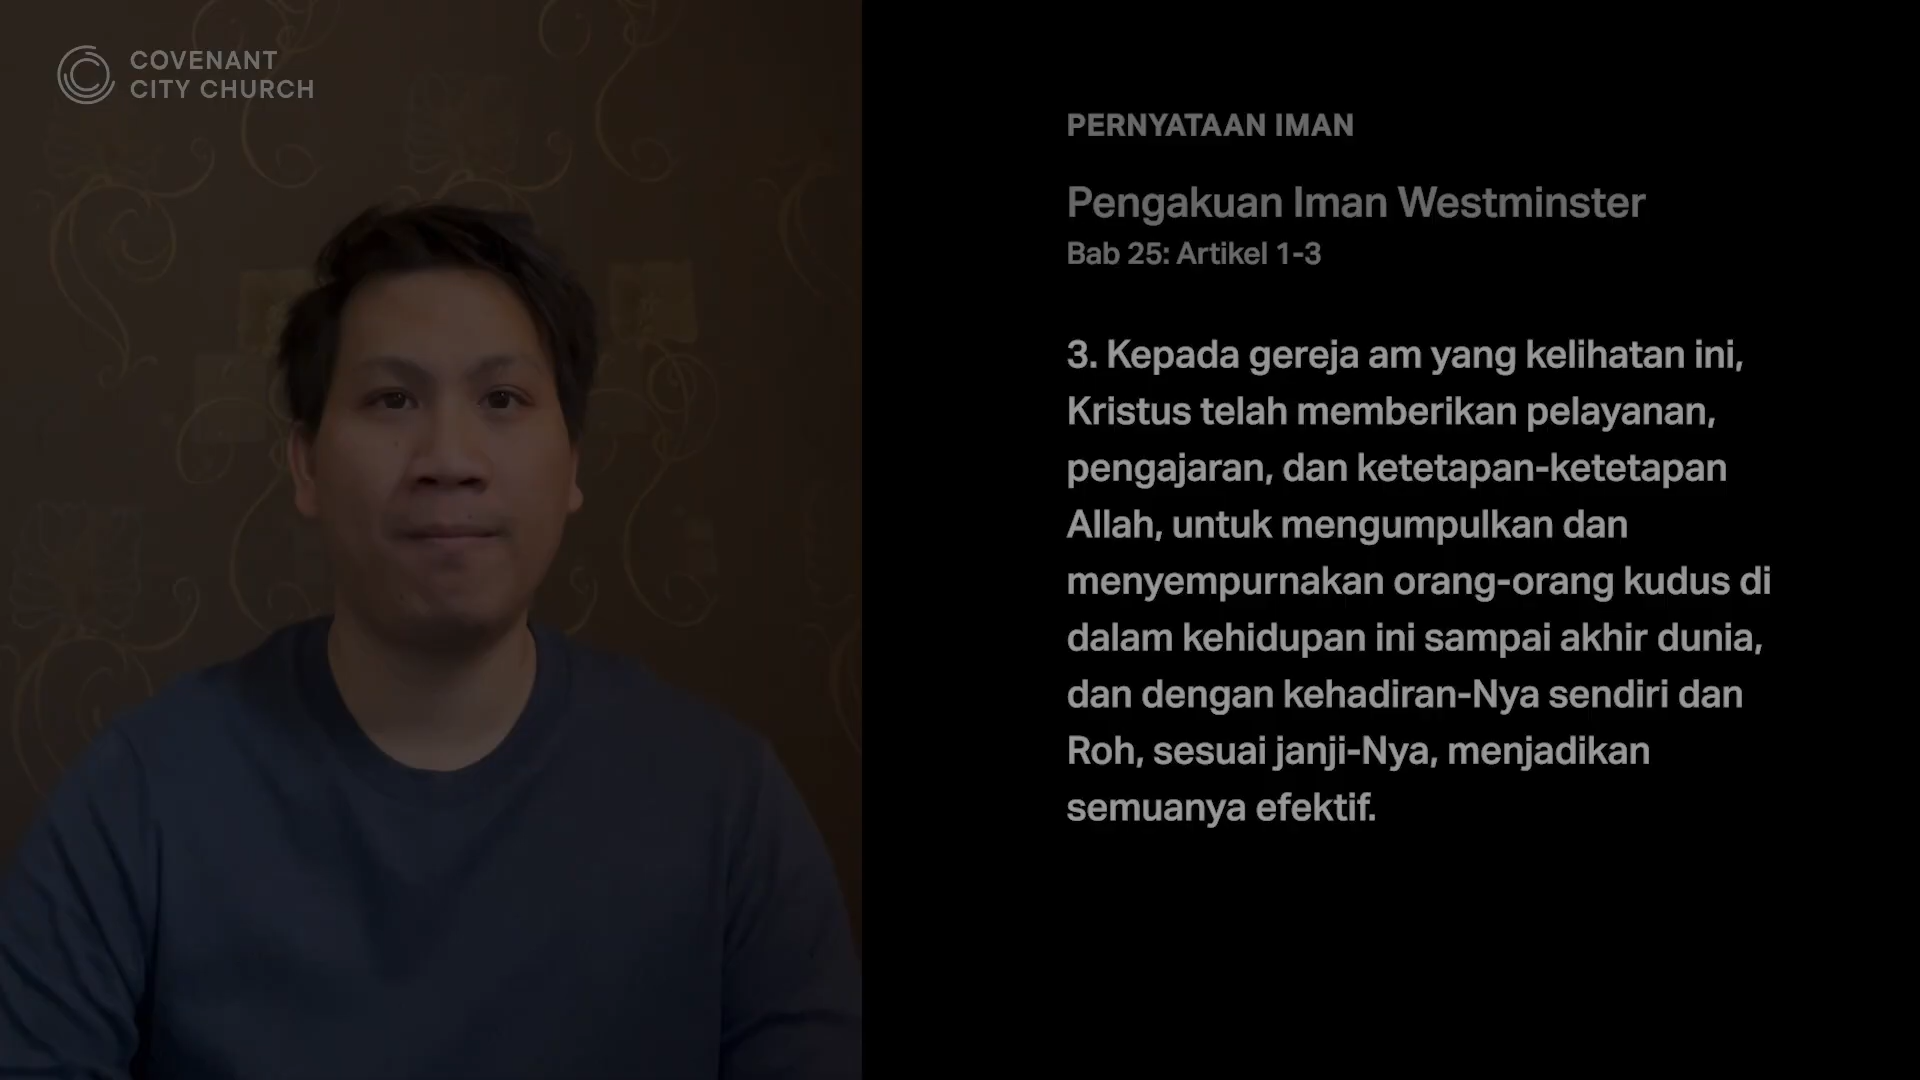 COVENANT
CITY CHURCH
PERNYATAAN IMAN
Pengakuan Iman Westminster
Bab 25: Artikel 1-3
3. Kepada gereja am yang kelihatan ini,
Kristus telah memberikan pelayanan,
pengajaran, dan ketetapan-ketetapan
Allah, untuk mengumpulkan dan
menyempurnakan orang-orang kudus di
dalam kehidupan ini sampai akhir dunia,
dan dengan kehadiran-Nya sendiri dan
Roh, sesuai janji-Nya, menjadikan
semuanya efektif.